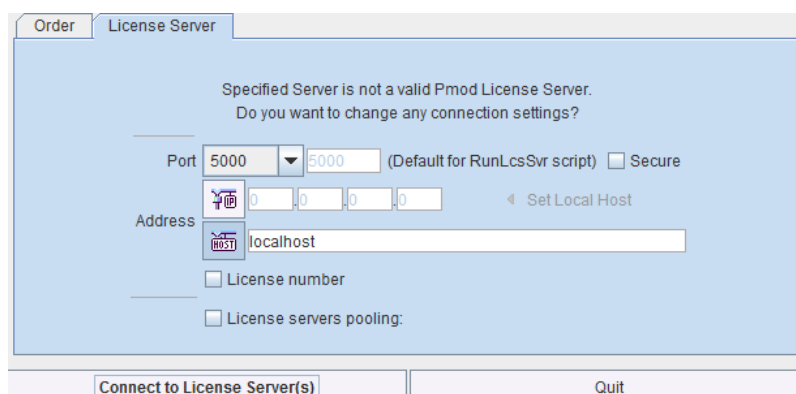 Order License Server
Specified Server is not a valid Pmod License Server.
Do you want to change any connection settings?
Port 5000 5000 (Default for RunLcsSvr script) Secure
IP 0 .0 .0 .0 Set Local Host
Address
HOST localhost
License number
License servers pooling:
Connect to License Server(s) Quit